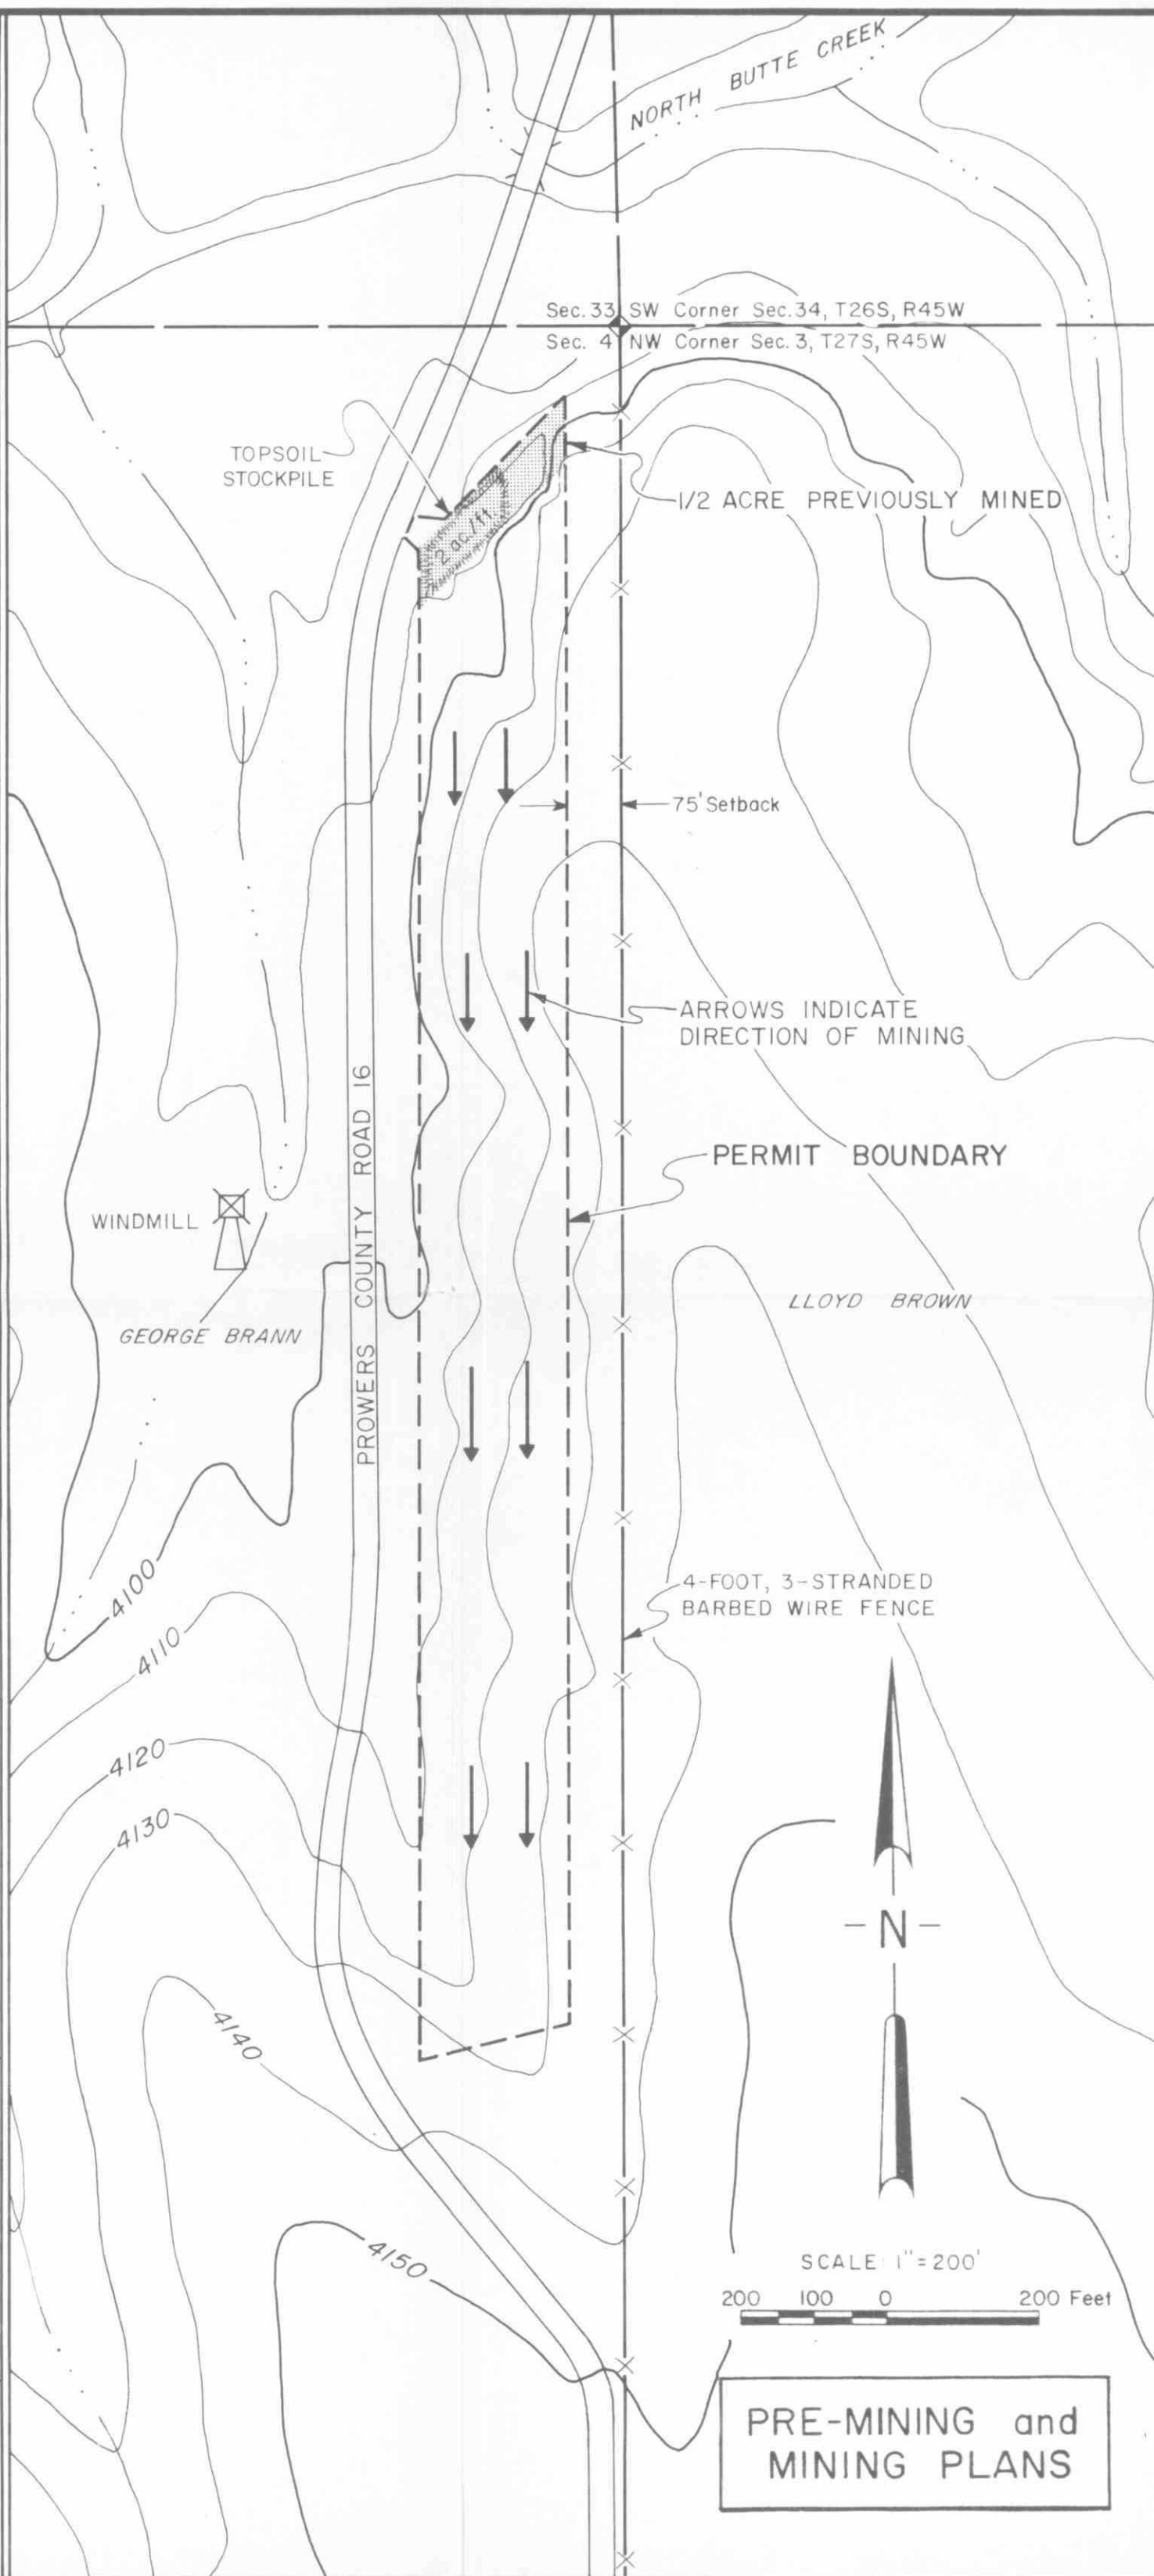 NORTH BUTTE CREEK
Sec. 33 SW Corner Sec. 34, T26S, R45W
Sec. 4 NW Corner Sec. 3, T27S, R45W
TOPSOIL
STOCKPILE
1/2 ACRE PREVIOUSLY MINED
2 ac./ft
75' Setback
ARROWS INDICATE
DIRECTION OF MINING
PROWERS COUNTY ROAD 16
PERMIT BOUNDARY
WINDMILL
GEORGE BRANN
LLOYD BROWN
4-FOOT, 3-STRANDED
BARBED WIRE FENCE
4100
4110
4120
4130
4140
4150
N
SCALE: 1"=200'
200 100 0 200 Feet
PRE-MINING and
MINING PLANS